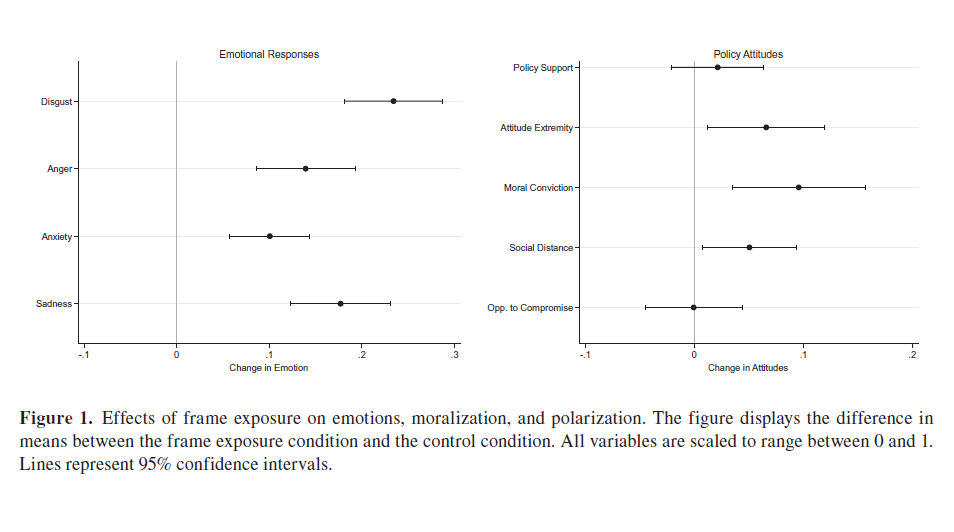 Emotional Responses
Disgust
Anger
Anxiety
Sadness
-.1 0 .1 .2 .3
Change in Emotion
Policy Attitudes
Policy Support
Attitude Extremity
Moral Conviction
Social Distance
Opp. to Compromise
-.1 0 .1 .2
Change in Attitudes
Figure 1. Effects of frame exposure on emotions, moralization, and polarization. The figure displays the difference in
means between the frame exposure condition and the control condition. All variables are scaled to range between 0 and 1.
Lines represent 95% confidence intervals.